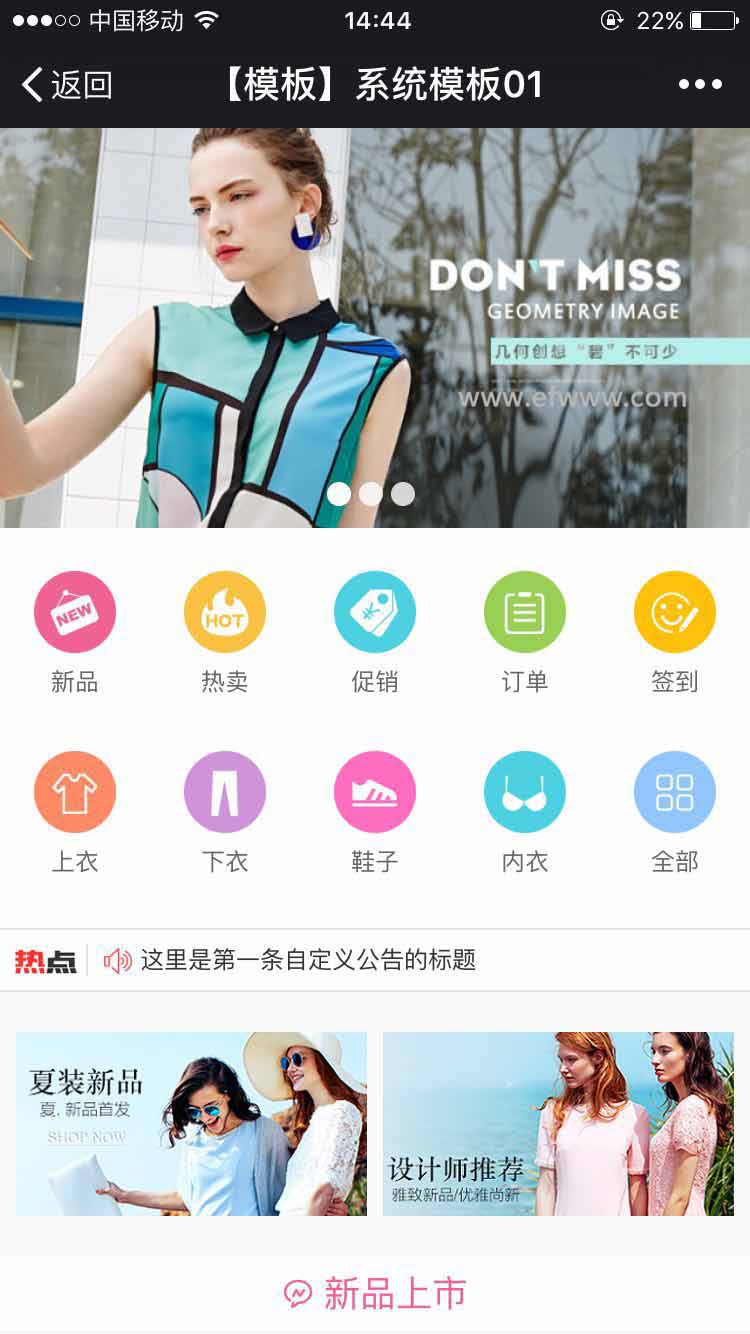 中国移动 14:44 22%
返回 【模板】系统模板01
DON'T MISS
GEOMETRY IMAGE
几何创想“碧”不可少
www.efwww.com
NEW HOT
新品 热卖 促销 订单 签到
上衣 下衣 鞋子 内衣 全部
热点 这里是第一条自定义公告的标题
夏装新品
夏. 新品首发
SHOP NOW
设计师推荐
雅致新品/优雅尚新
新品上市